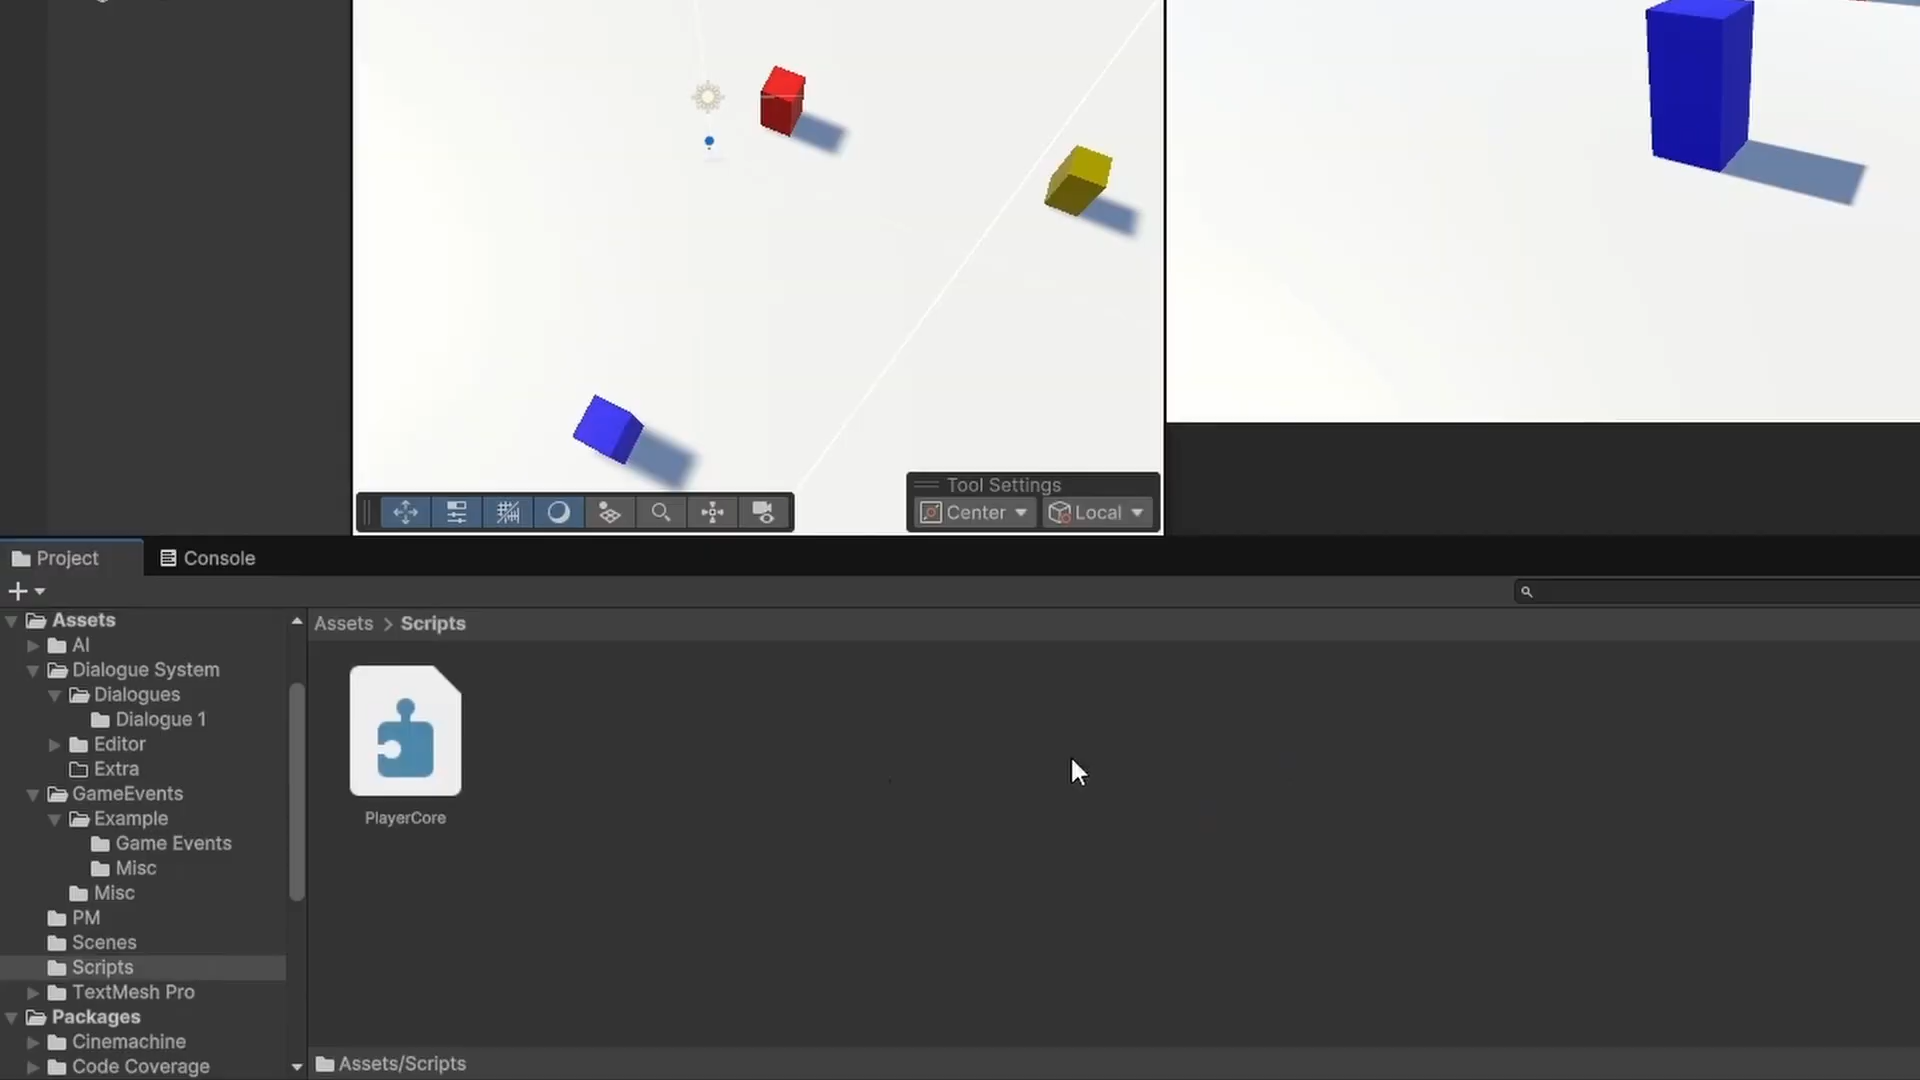 Tool Settings
Center
Local
Project
Console
Assets
AI
Dialogue System
Dialogues
Dialogue 1
Editor
Extra
GameEvents
Example
Game Events
Misc
Misc
PM
Scenes
Scripts
TextMesh Pro
Packages
Cinemachine
Code Coverage
Assets > Scripts
PlayerCore
Assets/Scripts